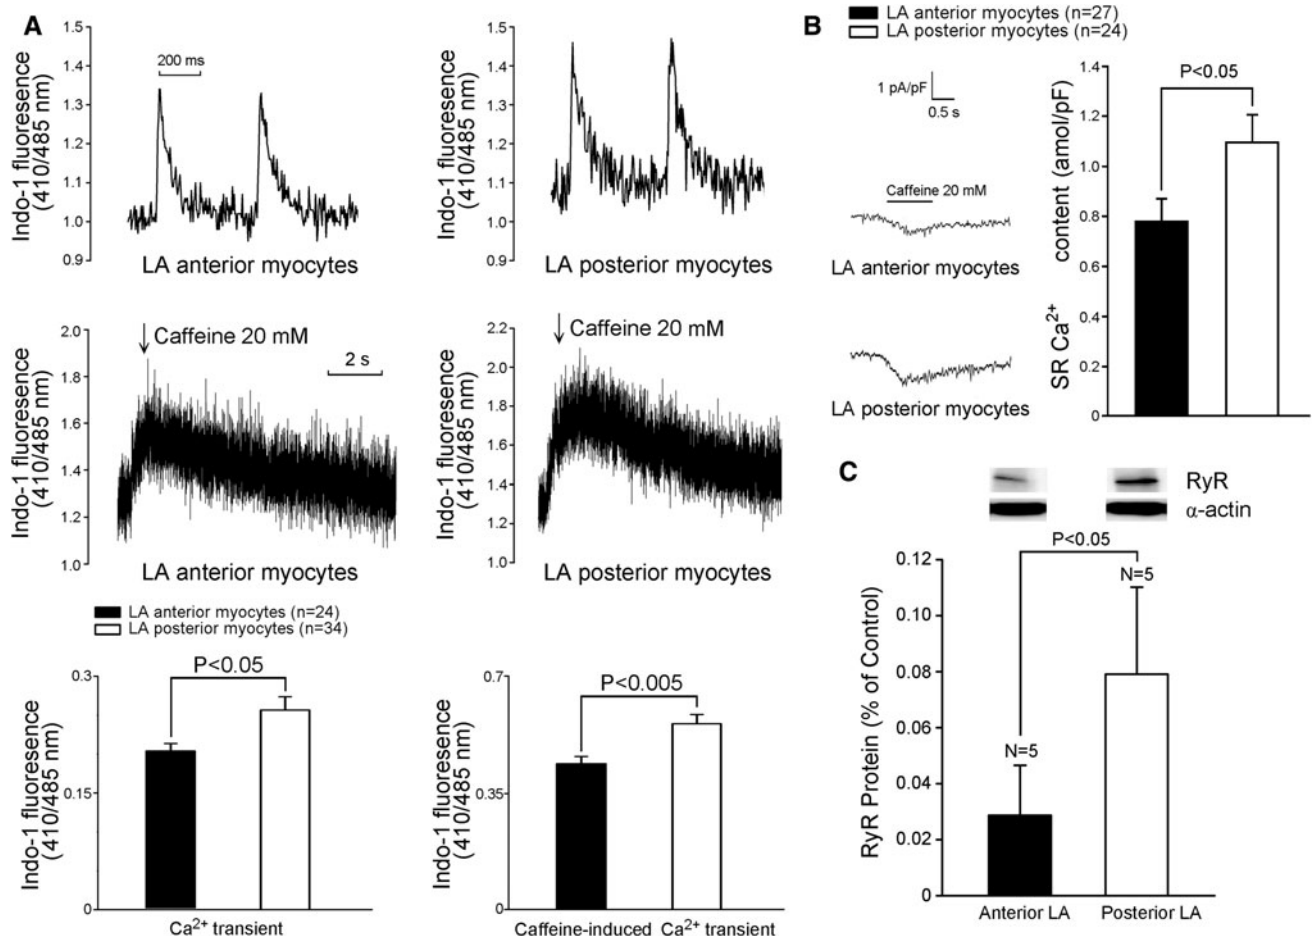 A
Indo-1 fluoresence
(410/485 nm)
1.5
1.4
1.3
1.2
1.1
1.0
0.9
200 ms
LA anterior myocytes
Indo-1 fluoresence
(410/485 nm)
1.5
1.4
1.3
1.2
1.1
1.0
0.9
LA posterior myocytes
Indo-1 fluoresence
(410/485 nm)
2.0
1.8
1.6
1.4
1.2
1.0
Caffeine 20 mM
2 s
LA anterior myocytes
Indo-1 fluoresence
(410/485 nm)
2.2
2.0
1.8
1.6
1.4
1.2
1.0
Caffeine 20 mM
LA posterior myocytes
LA anterior myocytes (n=24)
LA posterior myocytes (n=34)
Indo-1 fluoresence
(410/485 nm)
0.3
0.15
0
P<0.05
Ca²⁺ transient
Indo-1 fluoresence
(410/485 nm)
0.7
0.35
0
P<0.005
Caffeine-induced Ca²⁺ transient
B
LA anterior myocytes (n=27)
LA posterior myocytes (n=24)
1 pA/pF
0.5 s
Caffeine 20 mM
LA anterior myocytes
LA posterior myocytes
SR Ca²⁺ content (amol/pF)
1.4
1.2
1.0
0.8
0.6
0.4
0.2
0
P<0.05
C
RyR
α-actin
RyR Protein (% of Control)
0.12
0.10
0.08
0.06
0.04
0.02
0
P<0.05
N=5
N=5
Anterior LA
Posterior LA